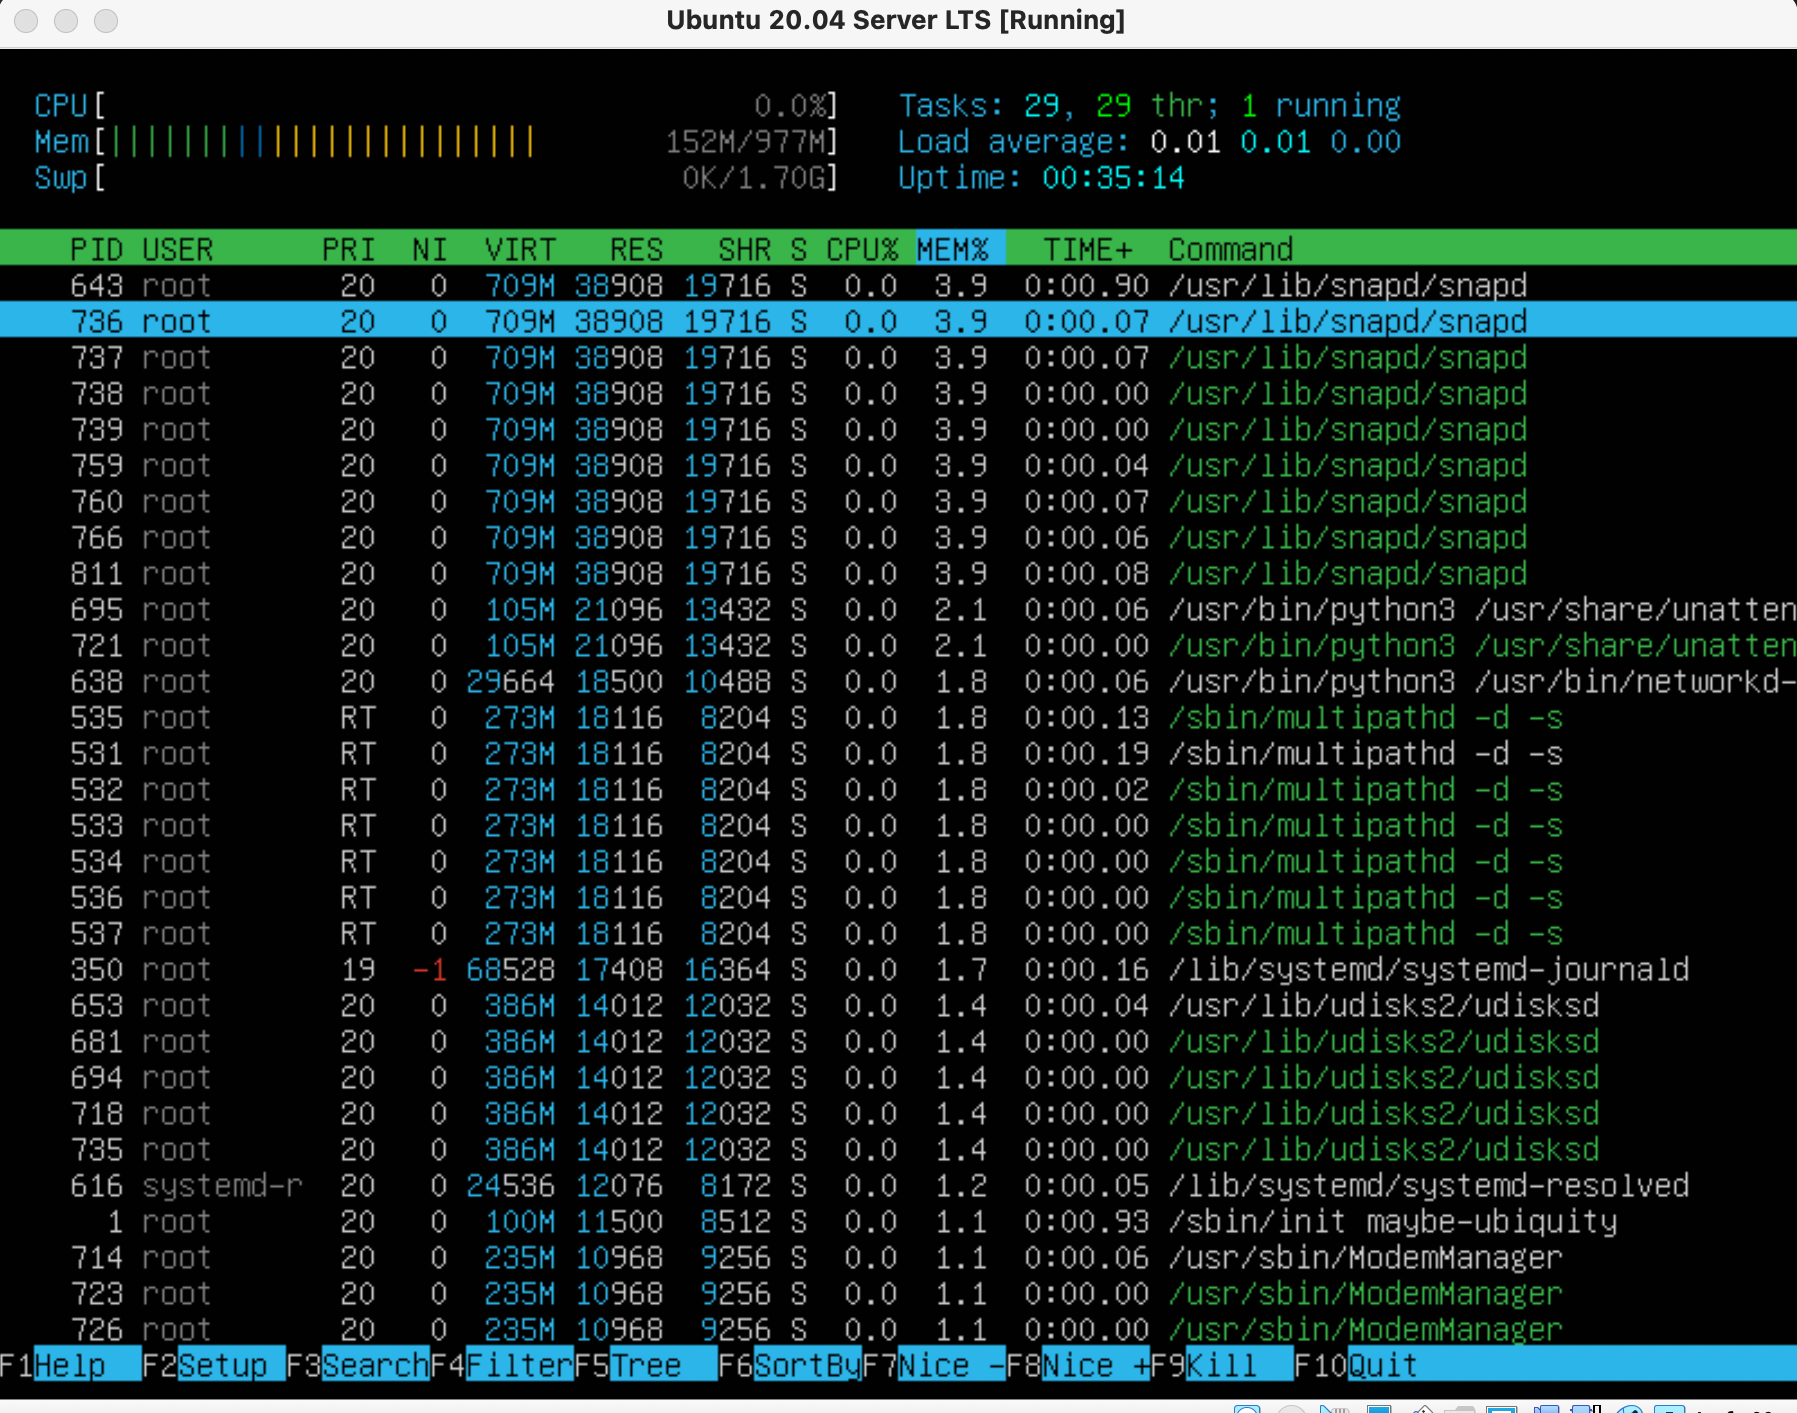 Ubuntu 20.04 Server LTS [Running]
CPU[ 0.0%] Tasks: 29, 29 thr; 1 running
Mem[|||||||||||||||||||||||| 152M/977M] Load average: 0.01 0.01 0.00
Swp[ 0K/1.70G] Uptime: 00:35:14
PID USER PRI NI VIRT RES SHR S CPU% MEM% TIME+ Command
643 root 20 0 709M 38908 19716 S 0.0 3.9 0:00.90 /usr/lib/snapd/snapd
736 root 20 0 709M 38908 19716 S 0.0 3.9 0:00.07 /usr/lib/snapd/snapd
737 root 20 0 709M 38908 19716 S 0.0 3.9 0:00.07 /usr/lib/snapd/snapd
738 root 20 0 709M 38908 19716 S 0.0 3.9 0:00.00 /usr/lib/snapd/snapd
739 root 20 0 709M 38908 19716 S 0.0 3.9 0:00.00 /usr/lib/snapd/snapd
759 root 20 0 709M 38908 19716 S 0.0 3.9 0:00.04 /usr/lib/snapd/snapd
760 root 20 0 709M 38908 19716 S 0.0 3.9 0:00.07 /usr/lib/snapd/snapd
766 root 20 0 709M 38908 19716 S 0.0 3.9 0:00.06 /usr/lib/snapd/snapd
811 root 20 0 709M 38908 19716 S 0.0 3.9 0:00.08 /usr/lib/snapd/snapd
695 root 20 0 105M 21096 13432 S 0.0 2.1 0:00.06 /usr/bin/python3 /usr/share/unatten
721 root 20 0 105M 21096 13432 S 0.0 2.1 0:00.00 /usr/bin/python3 /usr/share/unatten
638 root 20 0 29664 18500 10488 S 0.0 1.8 0:00.06 /usr/bin/python3 /usr/bin/networkd-
535 root RT 0 273M 18116 8204 S 0.0 1.8 0:00.13 /sbin/multipathd -d -s
531 root RT 0 273M 18116 8204 S 0.0 1.8 0:00.19 /sbin/multipathd -d -s
532 root RT 0 273M 18116 8204 S 0.0 1.8 0:00.02 /sbin/multipathd -d -s
533 root RT 0 273M 18116 8204 S 0.0 1.8 0:00.00 /sbin/multipathd -d -s
534 root RT 0 273M 18116 8204 S 0.0 1.8 0:00.00 /sbin/multipathd -d -s
536 root RT 0 273M 18116 8204 S 0.0 1.8 0:00.00 /sbin/multipathd -d -s
537 root RT 0 273M 18116 8204 S 0.0 1.8 0:00.00 /sbin/multipathd -d -s
350 root 19 -1 68528 17408 16364 S 0.0 1.7 0:00.16 /lib/systemd/systemd-journald
653 root 20 0 386M 14012 12032 S 0.0 1.4 0:00.04 /usr/lib/udisks2/udisksd
681 root 20 0 386M 14012 12032 S 0.0 1.4 0:00.00 /usr/lib/udisks2/udisksd
694 root 20 0 386M 14012 12032 S 0.0 1.4 0:00.00 /usr/lib/udisks2/udisksd
718 root 20 0 386M 14012 12032 S 0.0 1.4 0:00.00 /usr/lib/udisks2/udisksd
735 root 20 0 386M 14012 12032 S 0.0 1.4 0:00.00 /usr/lib/udisks2/udisksd
616 systemd-r 20 0 24536 12076 8172 S 0.0 1.2 0:00.05 /lib/systemd/systemd-resolved
1 root 20 0 100M 11500 8512 S 0.0 1.1 0:00.93 /sbin/init maybe-ubiquity
714 root 20 0 235M 10968 9256 S 0.0 1.1 0:00.06 /usr/sbin/ModemManager
723 root 20 0 235M 10968 9256 S 0.0 1.1 0:00.00 /usr/sbin/ModemManager
726 root 20 0 235M 10968 9256 S 0.0 1.1 0:00.00 /usr/sbin/ModemManager
F1Help F2Setup F3SearchF4FilterF5Tree F6SortByF7Nice -F8Nice +F9Kill F10Quit